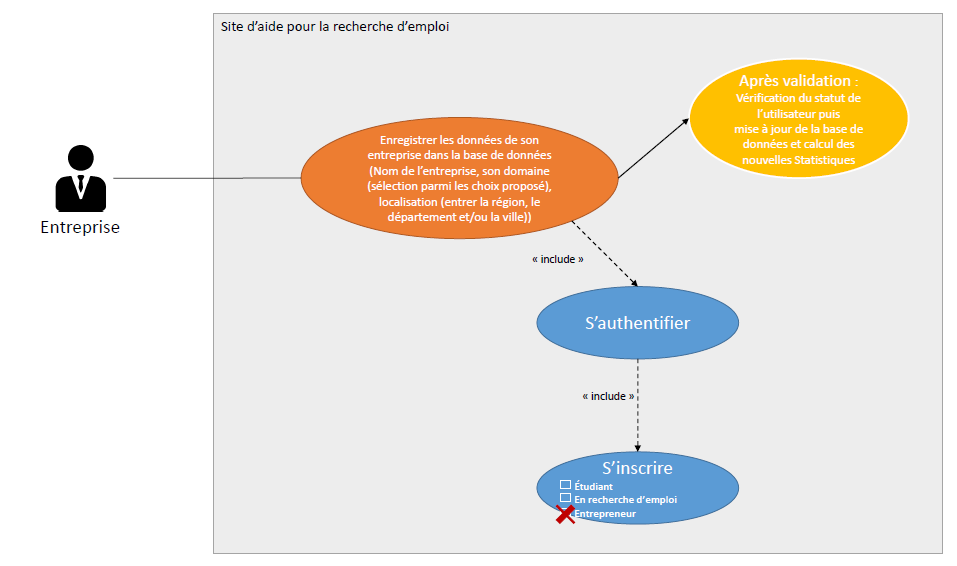 Site d'aide pour la recherche d'emploi
Après validation :
Vérification du statut de
l'utilisateur puis
mise à jour de la base de
données et calcul des
nouvelles Statistiques
Enregistrer les données de son
entreprise dans la base de données
(Nom de l'entreprise, son domaine
(sélection parmi les choix proposé),
localisation (entrer la région, le
département et/ou la ville))
Entreprise
« include »
S'authentifier
« include »
S'inscrire
Étudiant
En recherche d'emploi
Entrepreneur